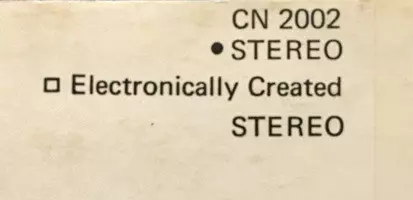 CN 2002
• STEREO
□ Electronically Created
STEREO